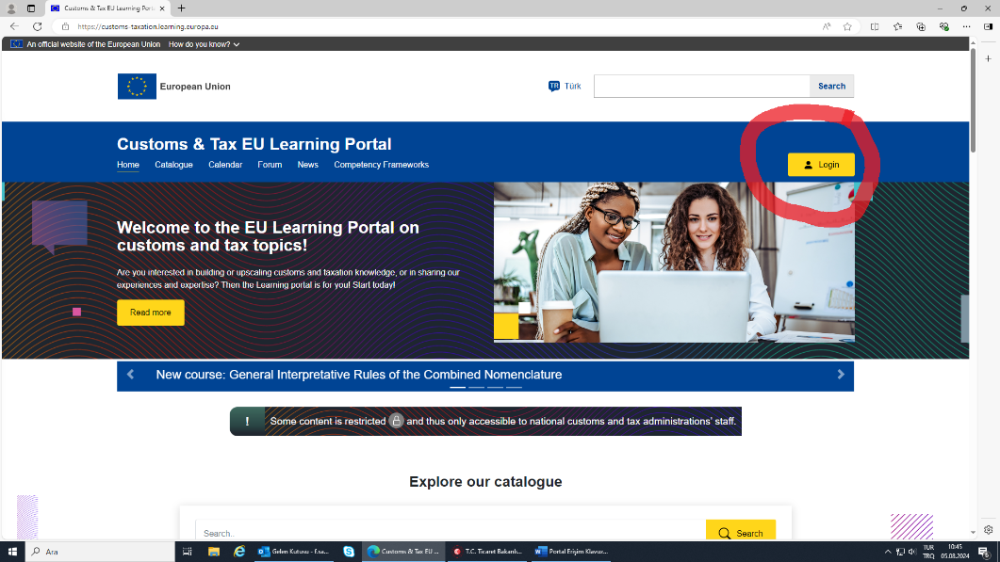 Customs & Tax EU Learning Port
https://customs-taxation.learning.europa.eu
An official website of the European Union How do you know?
European Union
TR Türk
Search
Customs & Tax EU Learning Portal
Home Catalogue Calendar Forum News Competency Frameworks
Login
Welcome to the EU Learning Portal on
customs and tax topics!
Are you interested in building or upscaling customs and taxation knowledge, or in sharing our
experiences and expertise? Then the Learning portal is for you! Start today!
Read more
New course: General Interpretative Rules of the Combined Nomenclature
! Some content is restricted and thus only accessible to national customs and tax administrations' staff.
Explore our catalogue
Search.. Search
Ara
Gelen Kutusu - f.sa...
Customs & Tax EU ...
T.C. Ticaret Bakanlı...
Portal Erişim Klavuz...
TUR 10:45
TRQ 05.08.2024
6